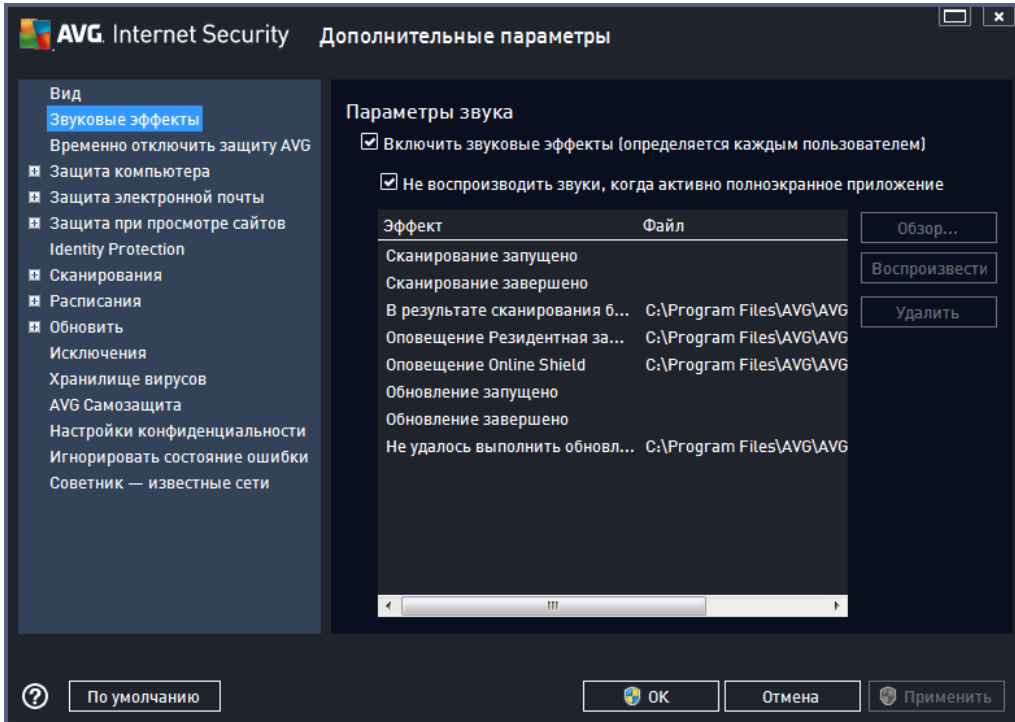 AVG. Internet Security Дополнительные параметры
Вид
Звуковые эффекты
Временно отключить защиту AVG
Защита компьютера
Защита электронной почты
Защита при просмотре сайтов
Identity Protection
Сканирования
Расписания
Обновить
Исключения
Хранилище вирусов
AVG Самозащита
Настройки конфиденциальности
Игнорировать состояние ошибки
Советник — известные сети
Параметры звука
Включить звуковые эффекты (определяется каждым пользователем)
Не воспроизводить звуки, когда активно полноэкранное приложение
Эффект Файл
Сканирование запущено
Сканирование завершено
В результате сканирования б... C:\Program Files\AVG\AVG
Оповещение Резидентная за... C:\Program Files\AVG\AVG
Оповещение Online Shield C:\Program Files\AVG\AVG
Обновление запущено
Обновление завершено
Не удалось выполнить обновл... C:\Program Files\AVG\AVG
Обзор...
Воспроизвести
Удалить
? По умолчанию OK Отмена Применить